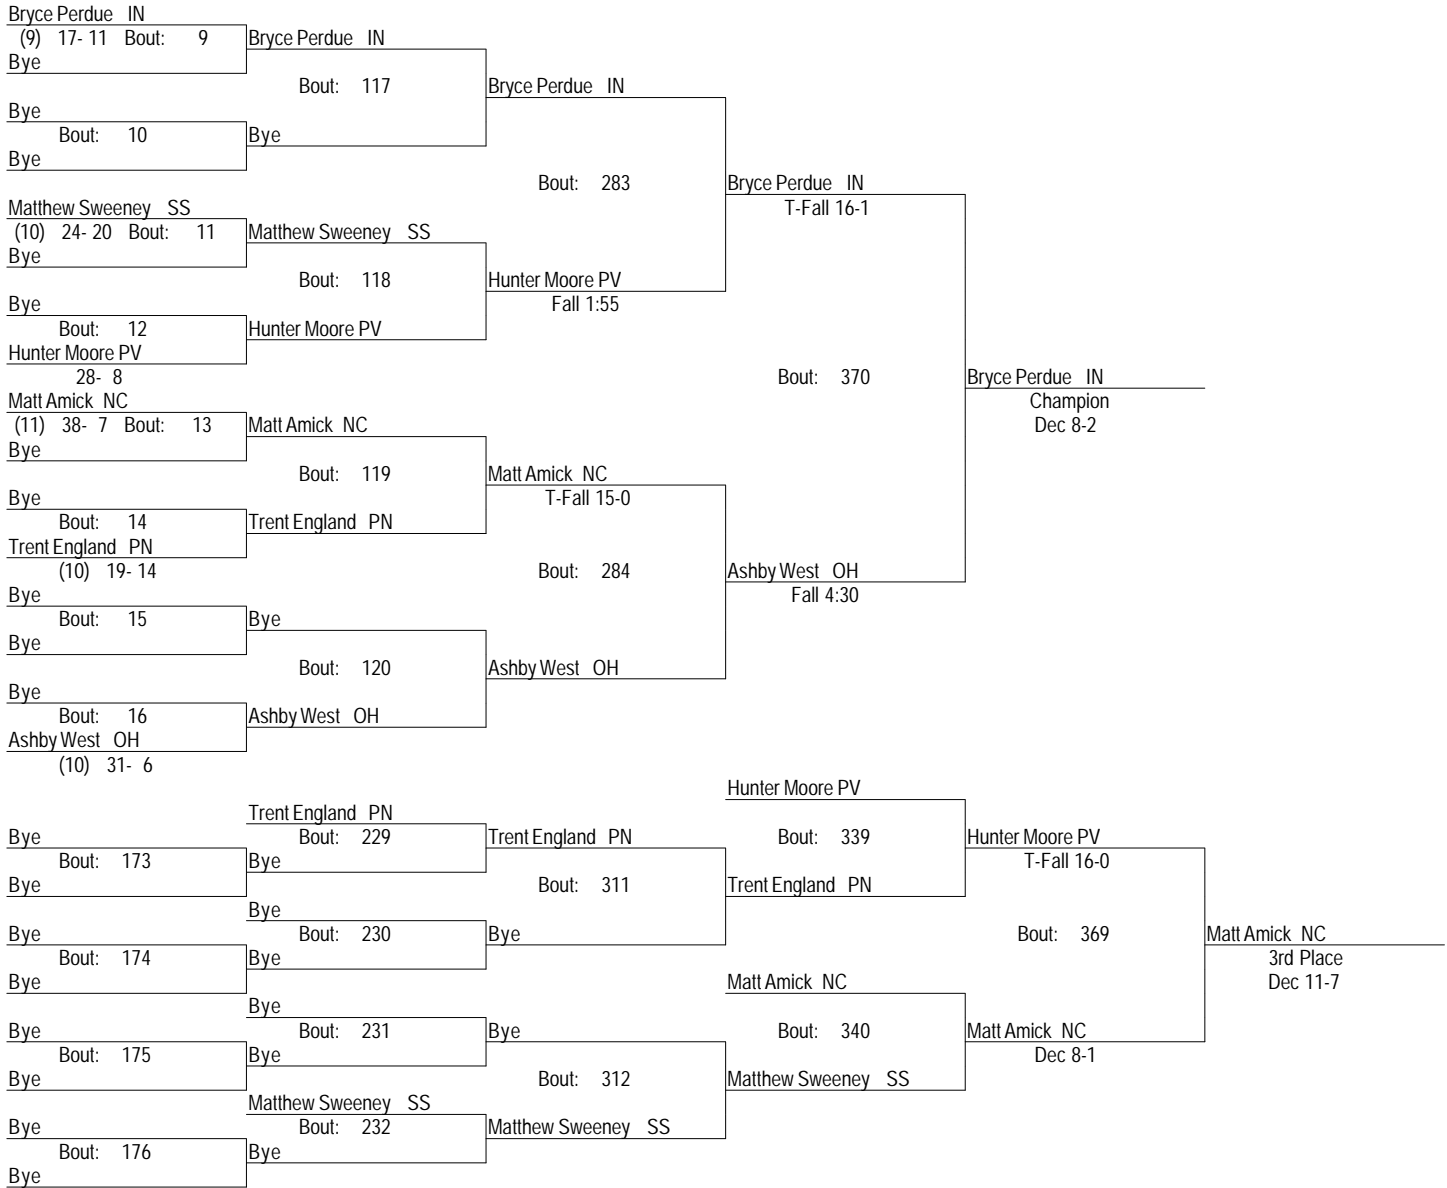 Bryce Perdue IN
(9) 17- 11 Bout: 9 Bryce Perdue IN
Bye
Bout: 117 Bryce Perdue IN
Bye
Bout: 10 Bye
Bye
Bout: 283 Bryce Perdue IN
Matthew Sweeney SS T-Fall 16-1
(10) 24- 20 Bout: 11 Matthew Sweeney SS
Bye
Bout: 118 Hunter Moore PV
Bye Fall 1:55
Bout: 12 Hunter Moore PV
Hunter Moore PV
28- 8 Bout: 370 Bryce Perdue IN
Matt Amick NC Champion
(11) 38- 7 Bout: 13 Matt Amick NC Dec 8-2
Bye
Bout: 119 Matt Amick NC
Bye T-Fall 15-0
Bout: 14 Trent England PN
Trent England PN
(10) 19- 14 Bout: 284 Ashby West OH
Bye Fall 4:30
Bout: 15 Bye
Bye
Bout: 120 Ashby West OH
Bye
Bout: 16 Ashby West OH
Ashby West OH
(10) 31- 6
Hunter Moore PV
Trent England PN
Bye Bout: 229 Trent England PN Bout: 339 Hunter Moore PV
Bout: 173 Bye T-Fall 16-0
Bye Bout: 311 Trent England PN
Bye
Bye Bout: 230 Bye Bout: 369 Matt Amick NC
Bout: 174 Bye 3rd Place
Bye Matt Amick NC Dec 11-7
Bye
Bye Bout: 231 Bye Bout: 340 Matt Amick NC
Bout: 175 Bye Dec 8-1
Bye Bout: 312 Matthew Sweeney SS
Matthew Sweeney SS
Bye Bout: 232 Matthew Sweeney SS
Bout: 176 Bye
Bye